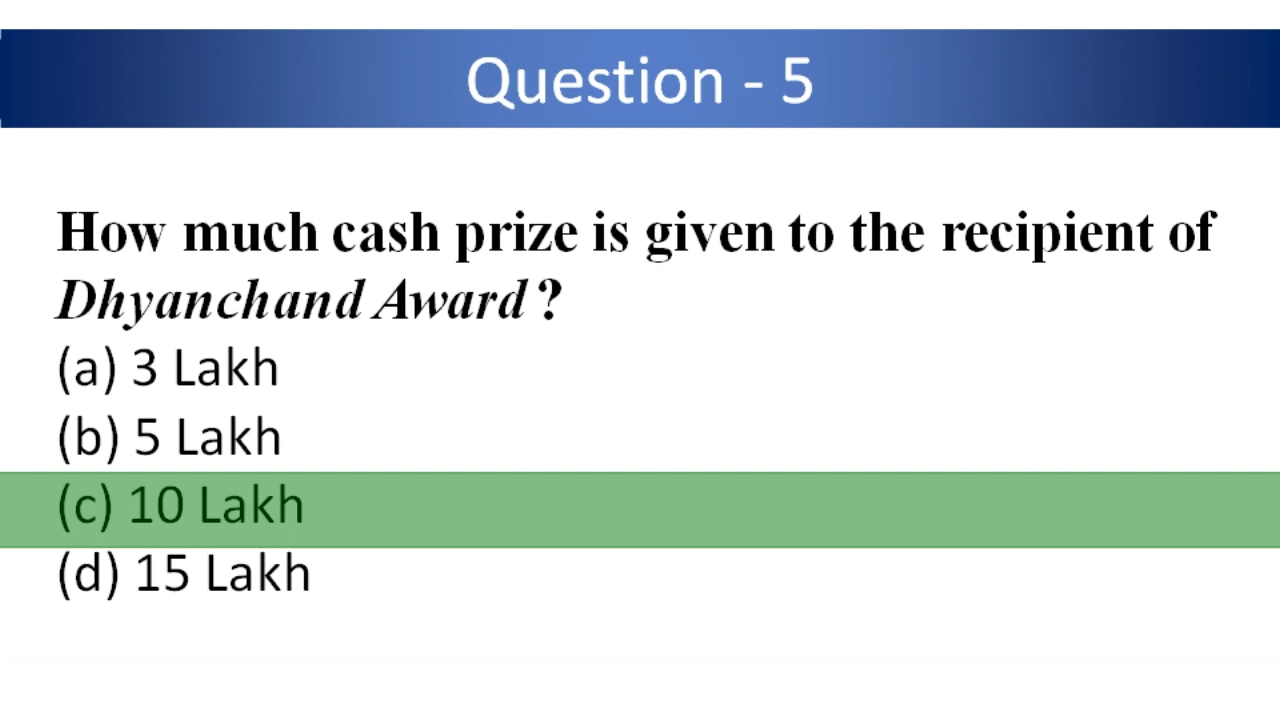 Question - 5
How much cash prize is given to the recipient of
Dhyanchand Award ?
(a) 3 Lakh
(b) 5 Lakh
(c) 10 Lakh
(d) 15 Lakh